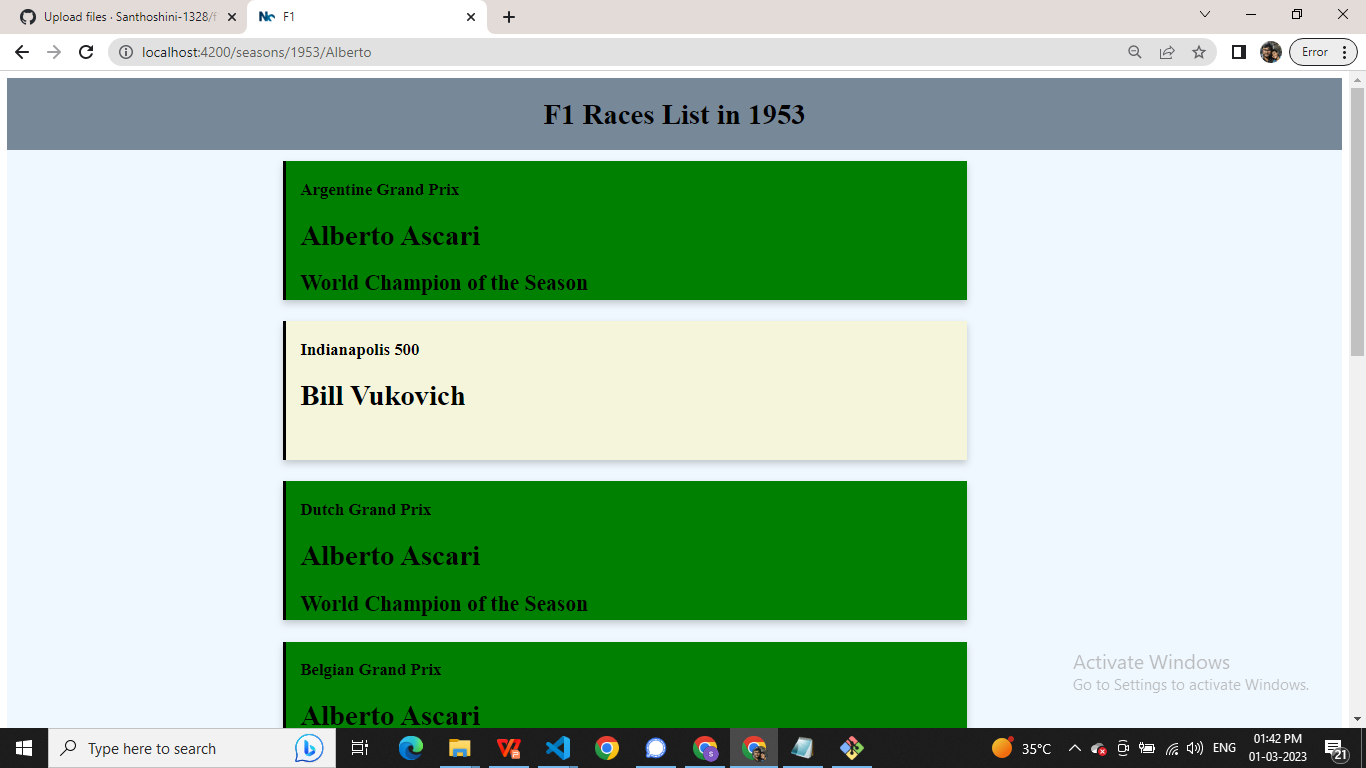 Upload files · Santhoshini-1328/f
F1
localhost:4200/seasons/1953/Alberto
Error
F1 Races List in 1953
Argentine Grand Prix
Alberto Ascari
World Champion of the Season
Indianapolis 500
Bill Vukovich
Dutch Grand Prix
Alberto Ascari
World Champion of the Season
Belgian Grand Prix
Alberto Ascari
Activate Windows
Go to Settings to activate Windows.
Type here to search
35°C
ENG
01:42 PM
01-03-2023
21